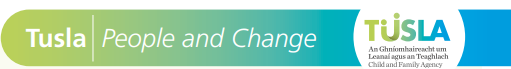 Tusla | People and Change
TUSLA
An Ghníomhaireacht um
Leanaí agus an Teaghlach
Child and Family Agency